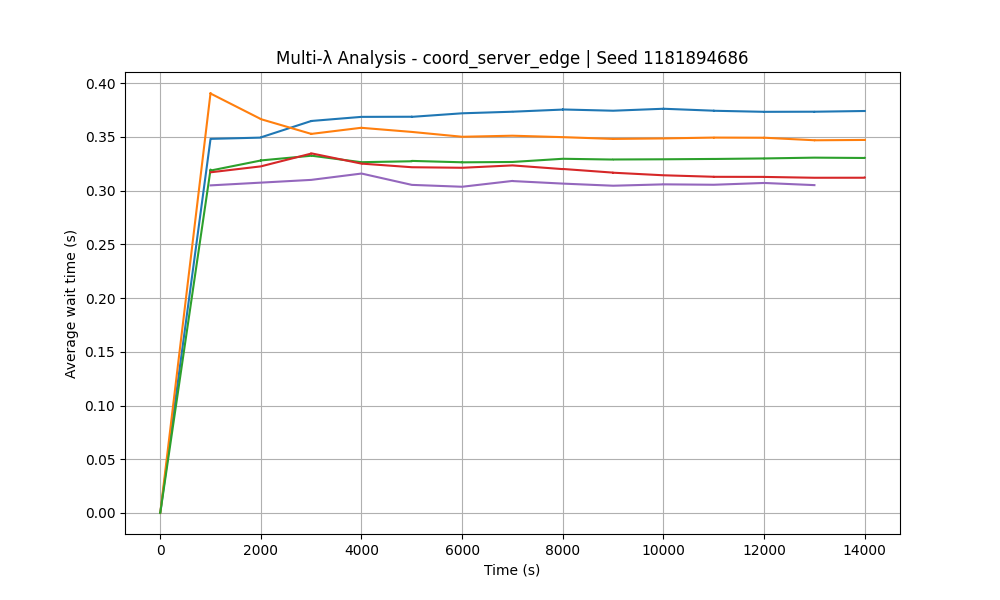 Multi-λ Analysis - coord_server_edge | Seed 1181894686
Average wait time (s)
0.40
0.35
0.30
0.25
0.20
0.15
0.10
0.05
0.00
0 2000 4000 6000 8000 10000 12000 14000
Time (s)